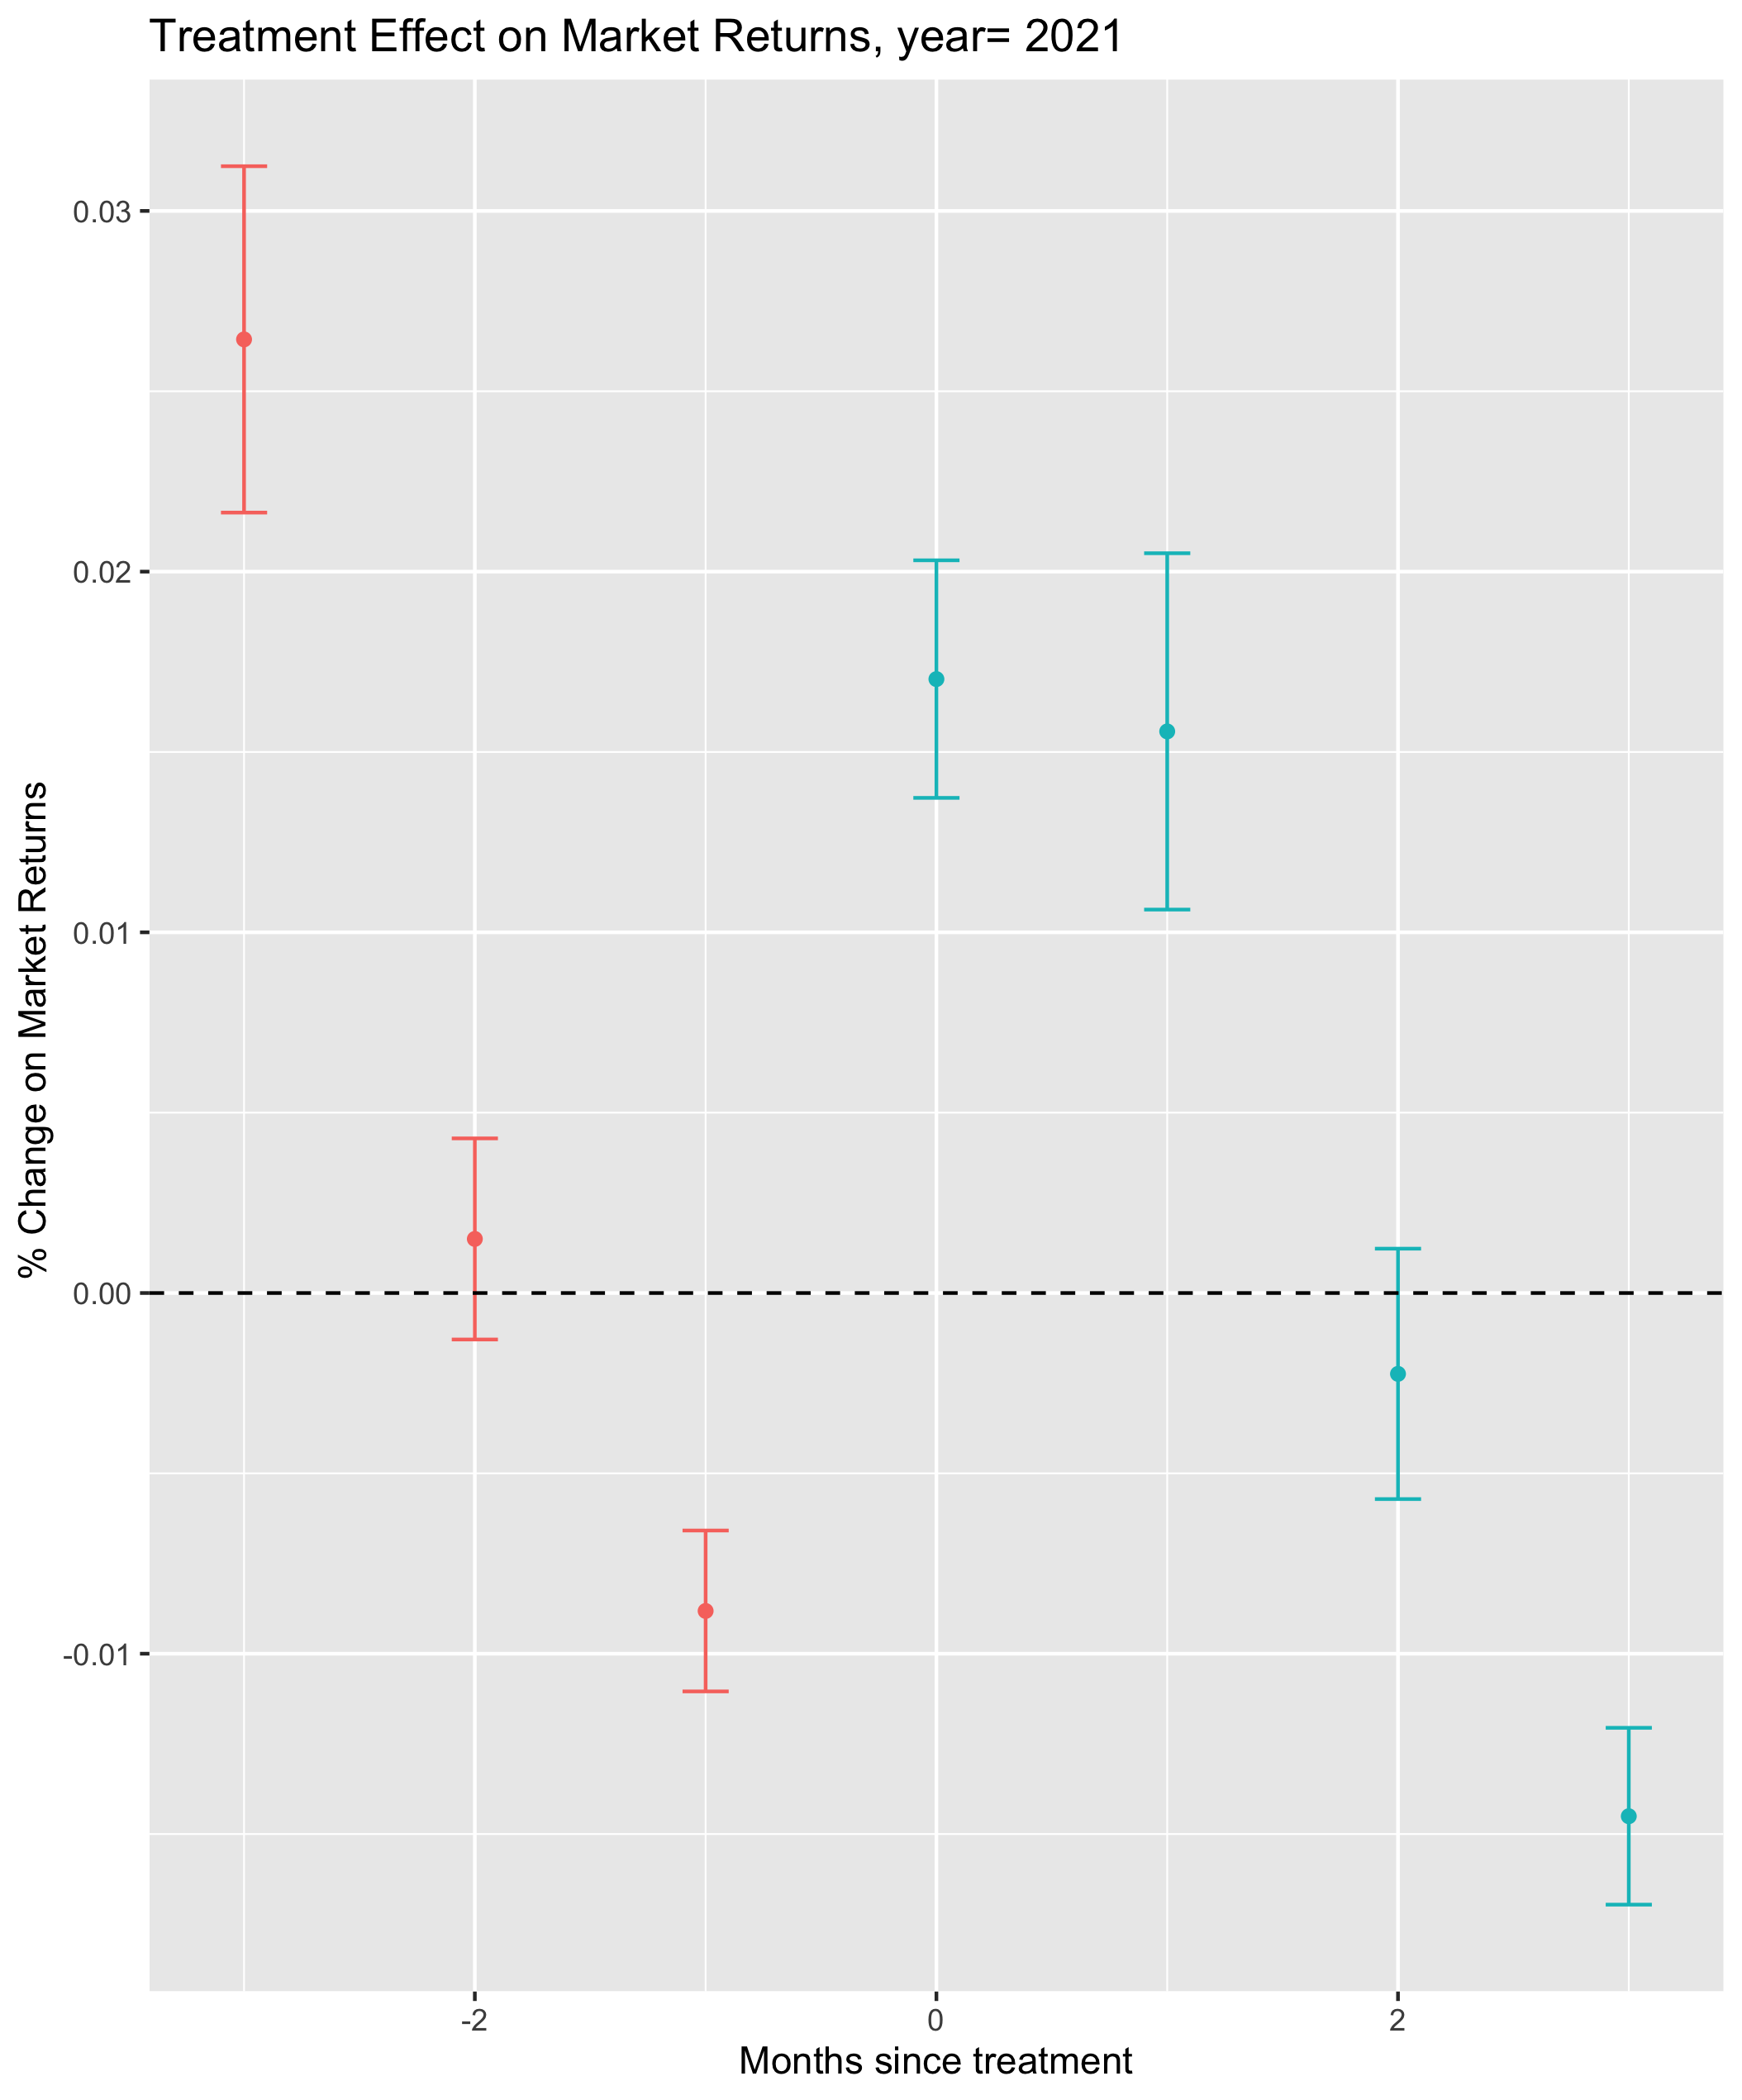 Treatment Effect on Market Returns, year= 2021
% Change on Market Returns
0.03
0.02
0.01
0.00
-0.01
-2 0 2
Months since treatment